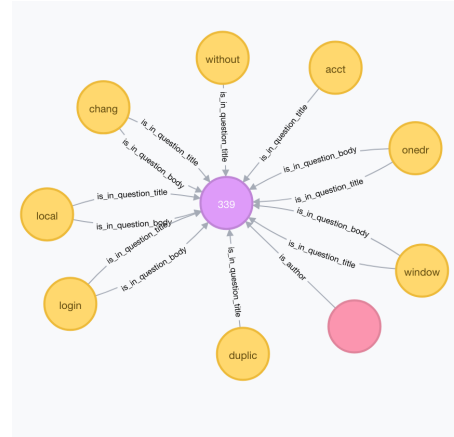 without
acct
chang
is_in_question_title
is_in_question_title
is_in_question_title
is_in_question_body
onedr
is_in_question_body
is_in_question_title
339
local
is_in_question_title
is_in_question_body
is_in_question_body
is_in_question_title
is_in_question_title
is_in_question_body
is_author
window
login
is_in_question_title
duplic